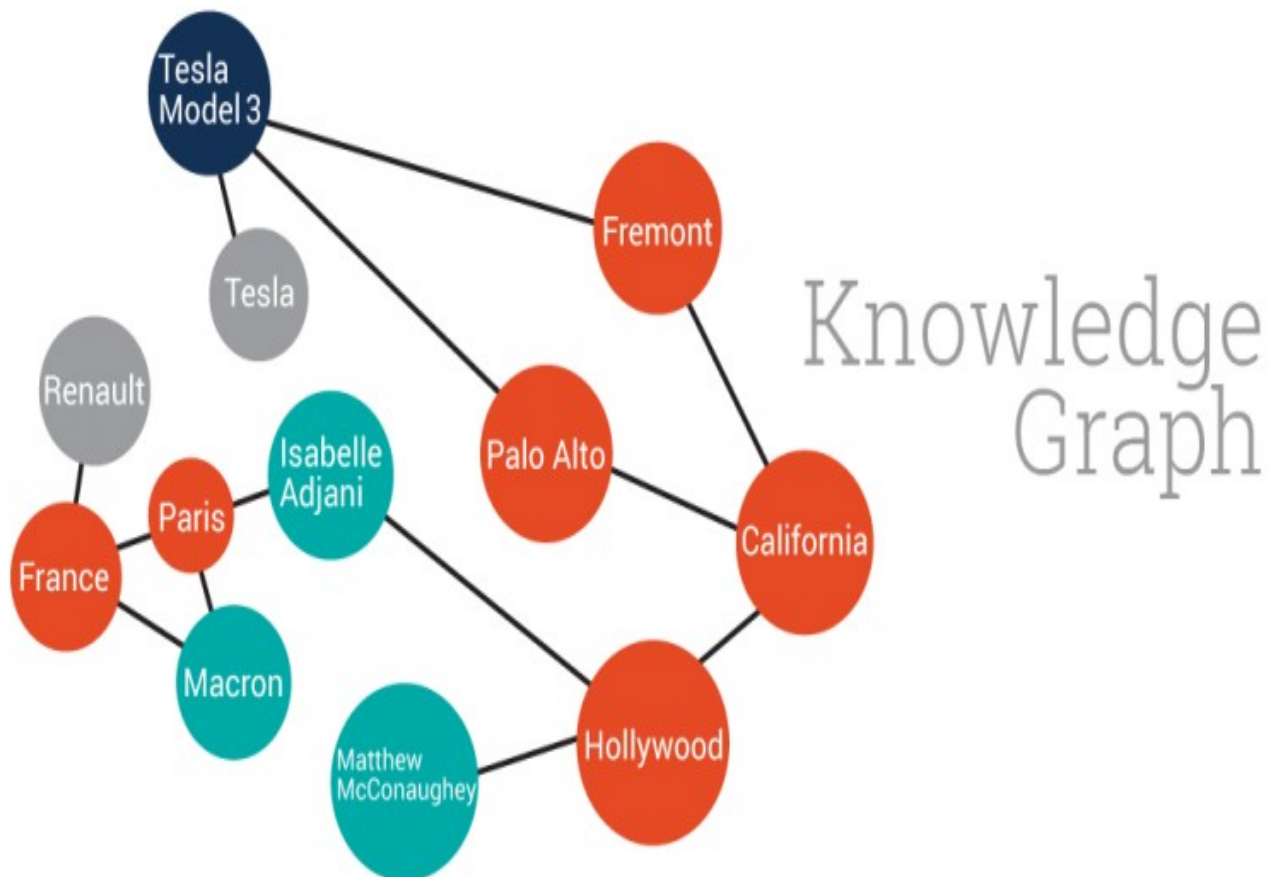 Tesla
Model 3
Fremont
Tesla
Knowledge
Graph
Renault
Isabelle
Adjani
Palo Alto
Paris
California
France
Macron
Hollywood
Matthew
McConaughey